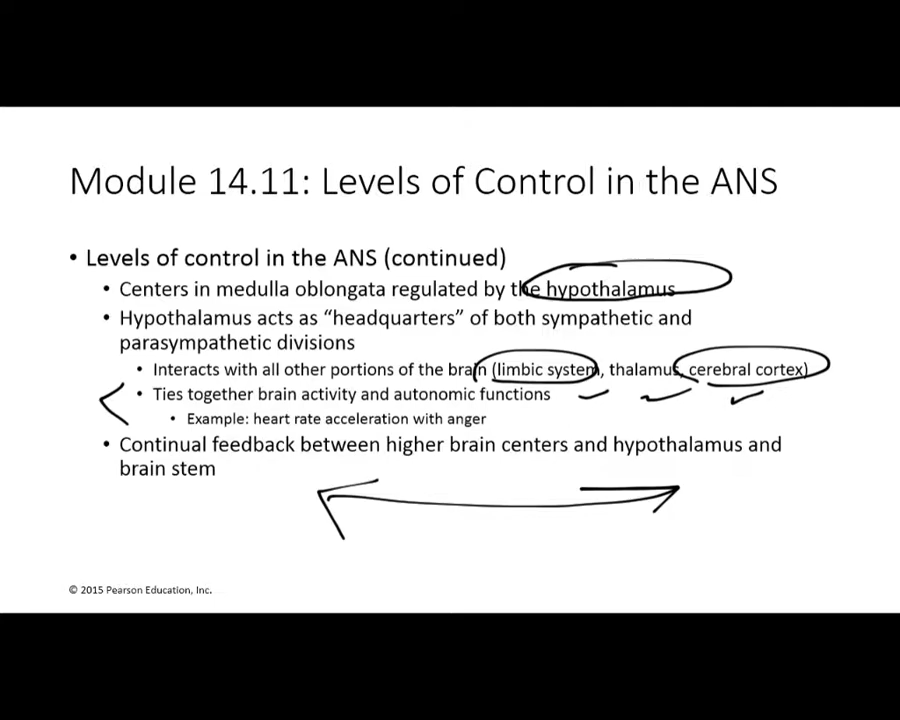 Module 14.11: Levels of Control in the ANS
• Levels of control in the ANS (continued)
• Centers in medulla oblongata regulated by the hypothalamus
• Hypothalamus acts as “headquarters” of both sympathetic and
parasympathetic divisions
• Interacts with all other portions of the brain (limbic system, thalamus, cerebral cortex)
• Ties together brain activity and autonomic functions
• Example: heart rate acceleration with anger
• Continual feedback between higher brain centers and hypothalamus and
brain stem
© 2015 Pearson Education, Inc.